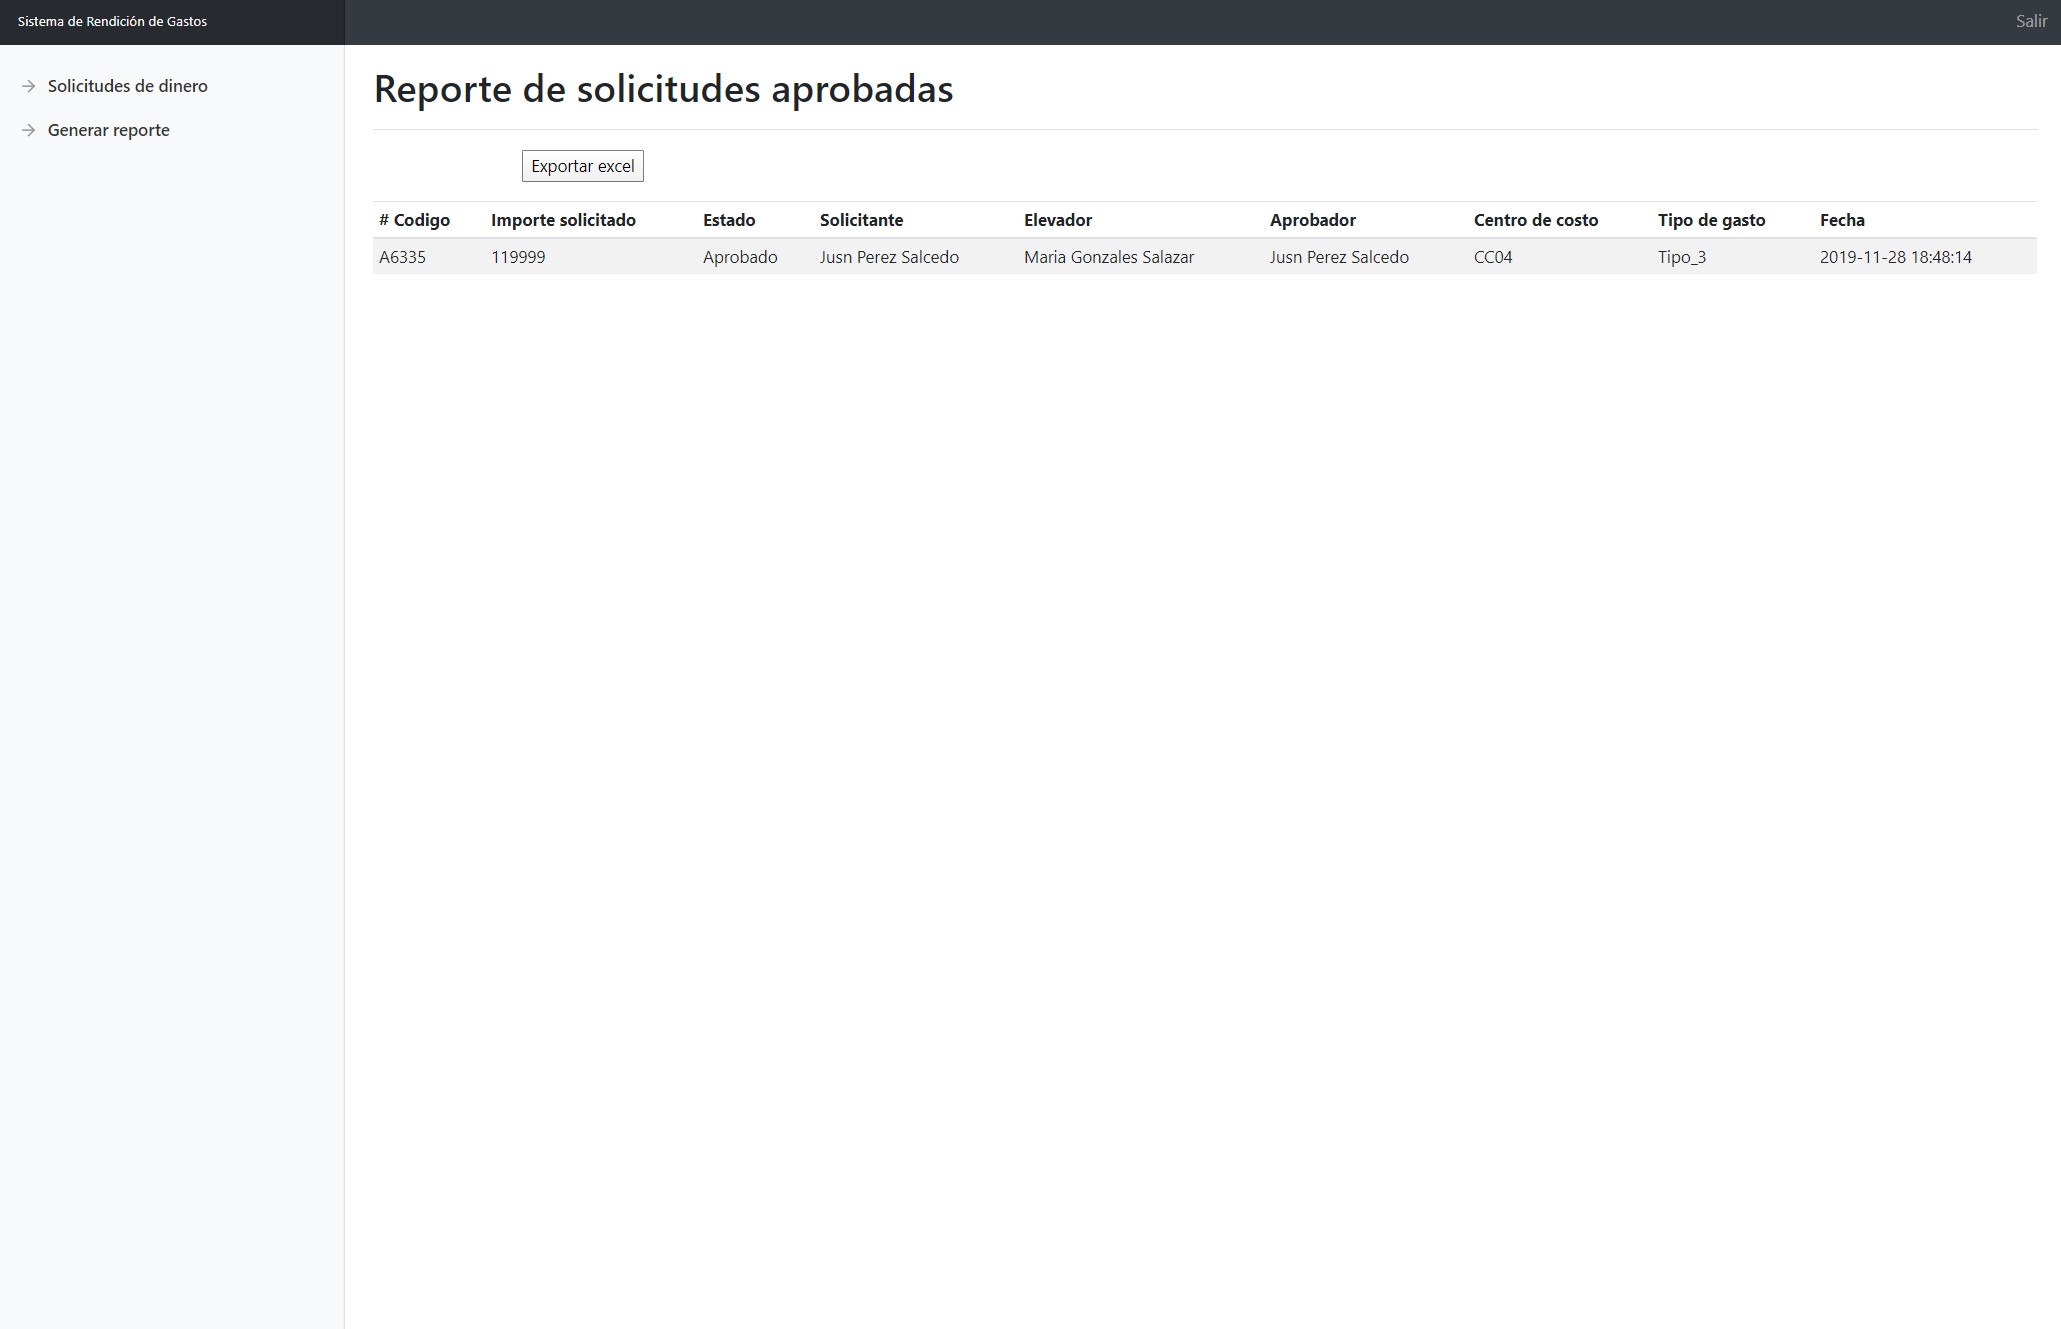 Sistema de Rendición de Gastos
Salir
Solicitudes de dinero
Generar reporte
Reporte de solicitudes aprobadas
Exportar excel
# Codigo Importe solicitado Estado Solicitante Elevador Aprobador Centro de costo Tipo de gasto Fecha
A6335 119999 Aprobado Jusn Perez Salcedo Maria Gonzales Salazar Jusn Perez Salcedo CC04 Tipo_3 2019-11-28 18:48:14